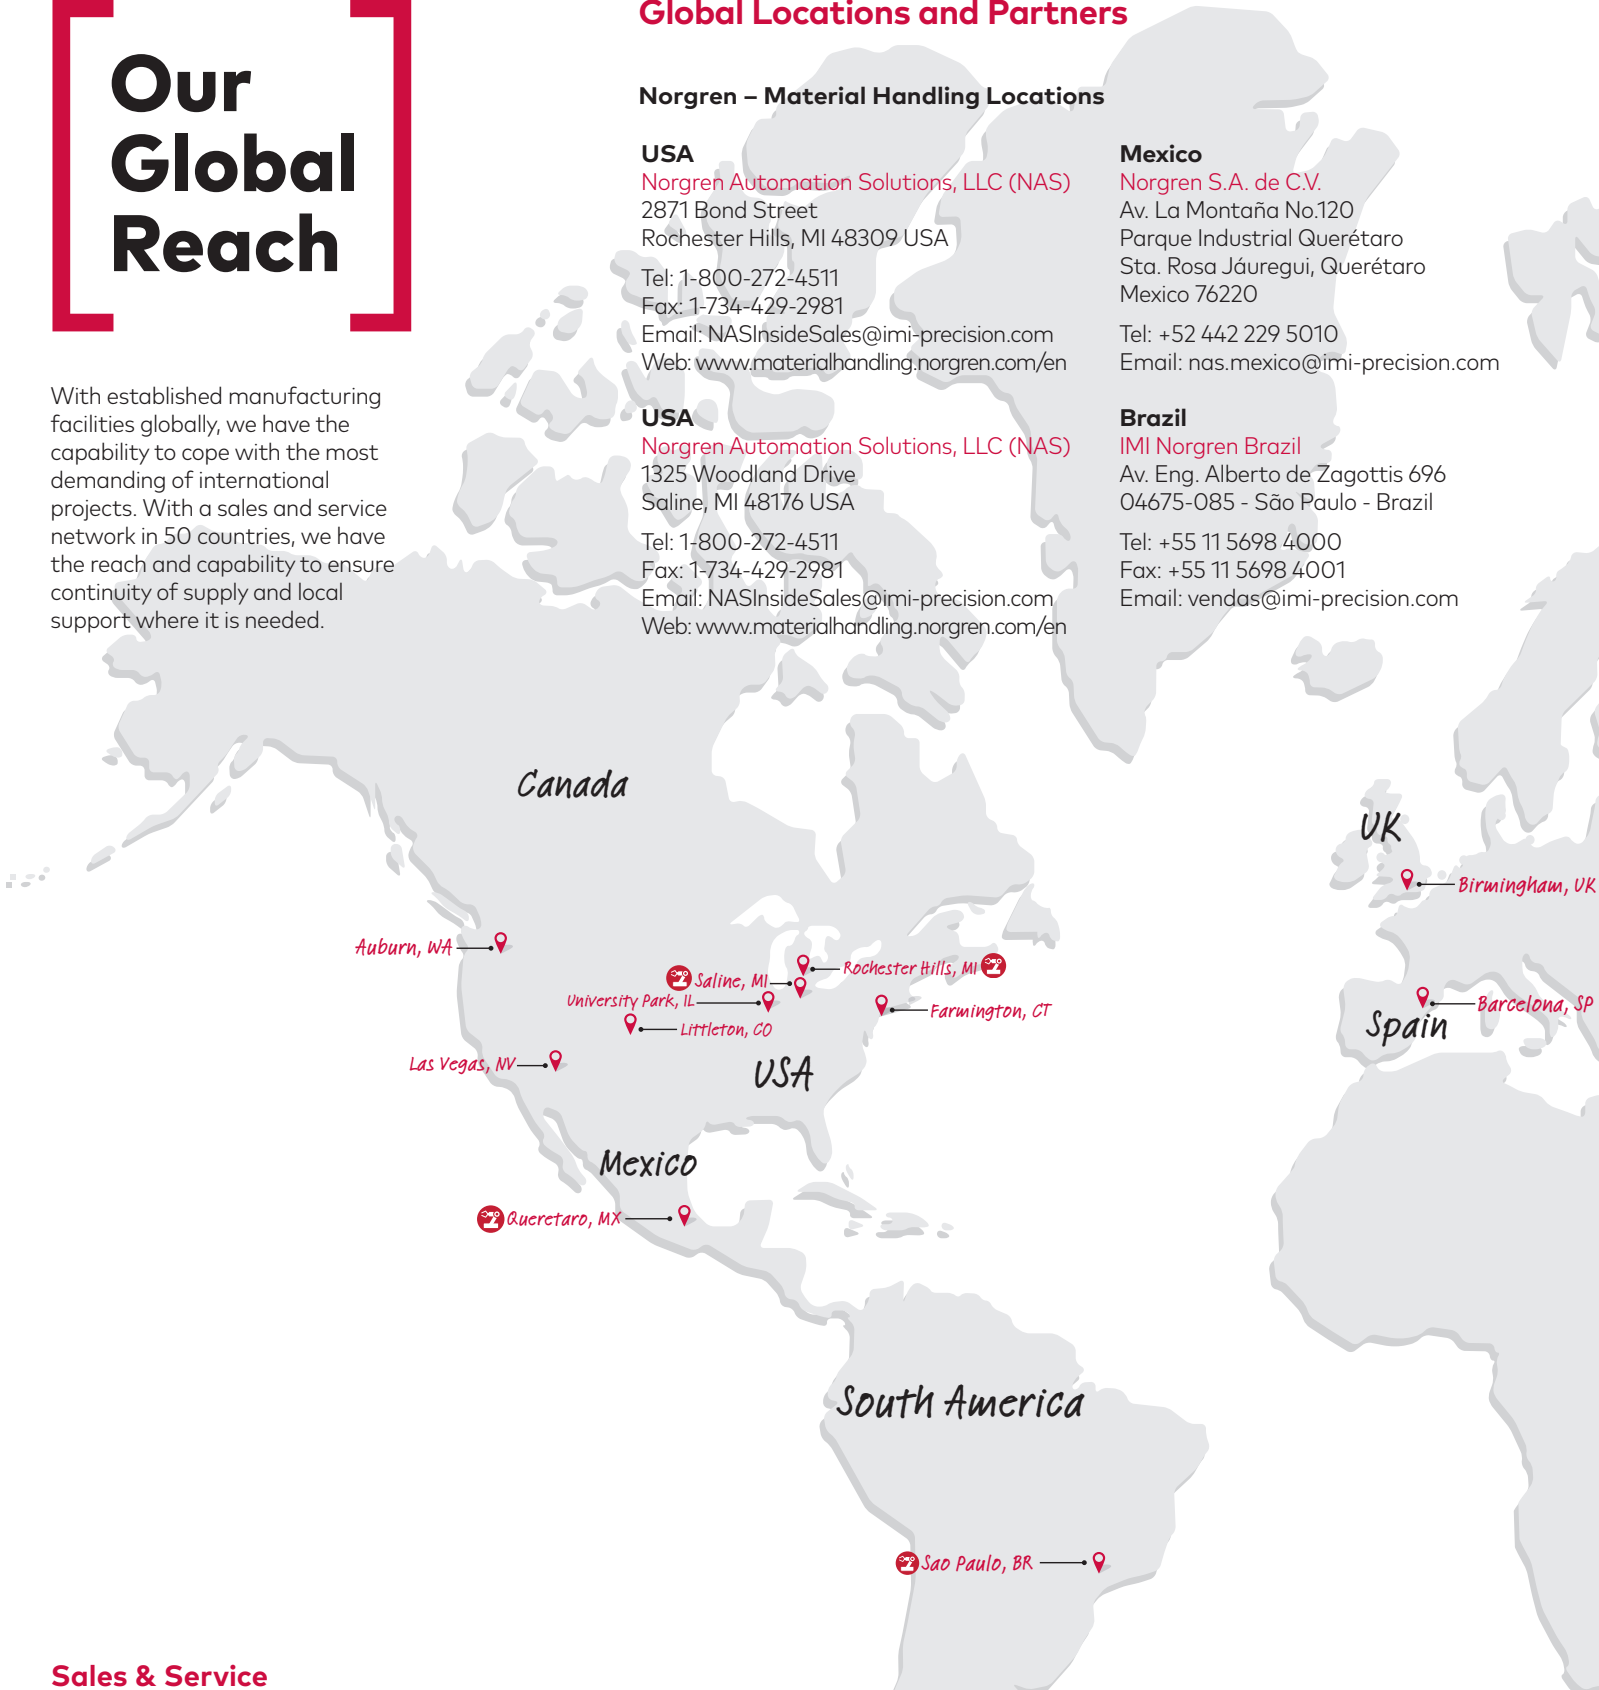 Our
Global
Reach
With established manufacturing
facilities globally, we have the
capability to cope with the most
demanding of international
projects. With a sales and service
network in 50 countries, we have
the reach and capability to ensure
continuity of supply and local
support where it is needed.
Global Locations and Partners
Norgren – Material Handling Locations
USA
Norgren Automation Solutions, LLC (NAS)
2871 Bond Street
Rochester Hills, MI 48309 USA
Tel: 1-800-272-4511
Fax: 1-734-429-2981
Email: NASInsideSales@imi-precision.com
Web: www.materialhandling.norgren.com/en
USA
Norgren Automation Solutions, LLC (NAS)
1325 Woodland Drive
Saline, MI 48176 USA
Tel: 1-800-272-4511
Fax: 1-734-429-2981
Email: NASInsideSales@imi-precision.com
Web: www.materialhandling.norgren.com/en
Mexico
Norgren S.A. de C.V.
Av. La Montaña No.120
Parque Industrial Querétaro
Sta. Rosa Jáuregui, Querétaro
Mexico 76220
Tel: +52 442 229 5010
Email: nas.mexico@imi-precision.com
Brazil
IMI Norgren Brazil
Av. Eng. Alberto de Zagottis 696
04675-085 - São Paulo - Brazil
Tel: +55 11 5698 4000
Fax: +55 11 5698 4001
Email: vendas@imi-precision.com
Canada
UK
Birmingham, UK
Auburn, WA
Rochester Hills, MI
Saline, MI
University Park, IL
Farmington, CT
Barcelona, SP
Littleton, CO
Spain
Las Vegas, NV
USA
Mexico
Queretaro, MX
South America
Sao Paulo, BR
Sales & Service